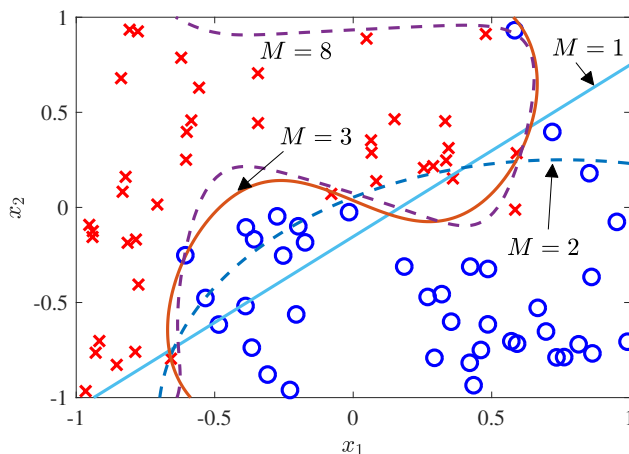 1
0.5
0
-0.5
-1
x₂
M = 8
M = 1
M = 3
M = 2
-1
-0.5
0
0.5
1
x₁